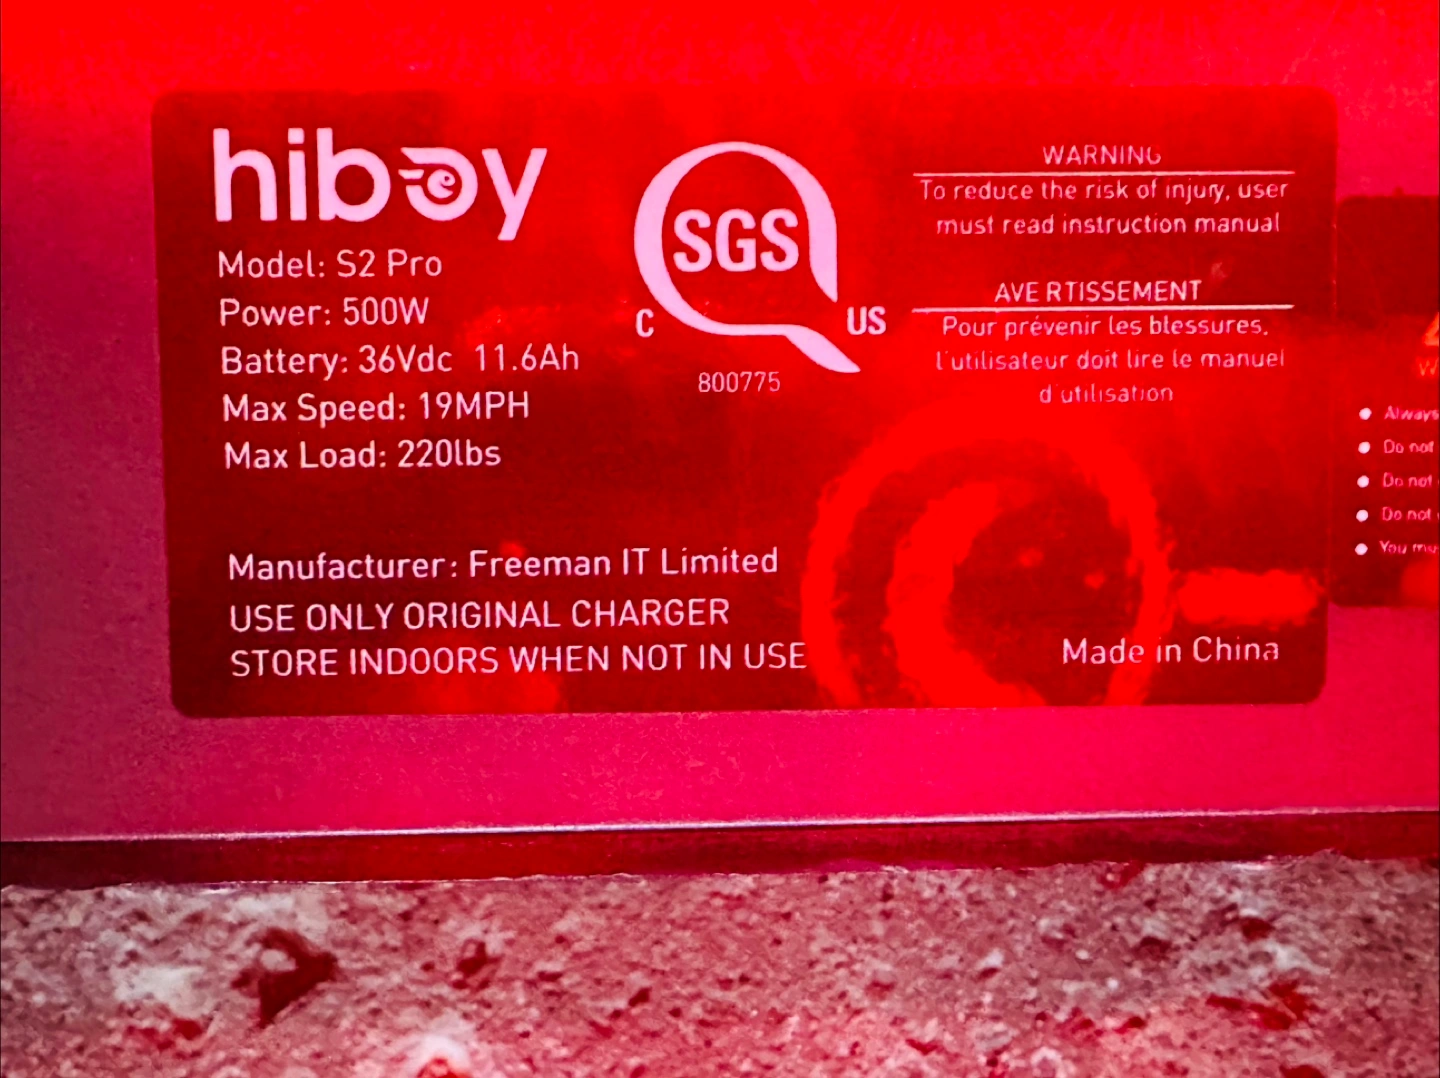 hiboy
Model: S2 Pro
Power: 500W
Battery: 36Vdc 11.6Ah
Max Speed: 19MPH
Max Load: 220lbs
Manufacturer: Freeman IT Limited
USE ONLY ORIGINAL CHARGER
STORE INDOORS WHEN NOT IN USE
SGS
C US
800775
WARNING
To reduce the risk of injury, user
must read instruction manual
AVERTISSEMENT
Pour prévenir les blessures,
l'utilisateur doit lire le manuel
d'utilisation
Made in China
Always
Do not
Do not
Do not
You